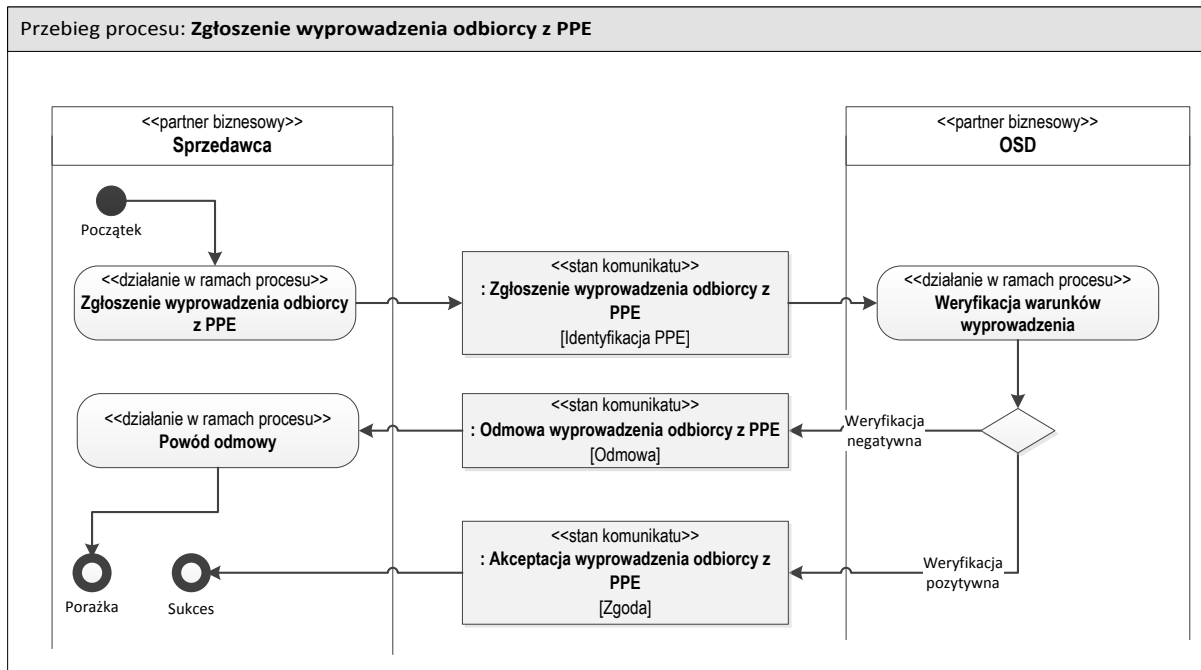 Przebieg procesu: Zgłoszenie wyprowadzenia odbiorcy z PPE
<<partner biznesowy>>
Sprzedawca
<<partner biznesowy>>
OSD
Początek
<<działanie w ramach procesu>>
Zgłoszenie wyprowadzenia odbiorcy
z PPE
<<stan komunikatu>>
: Zgłoszenie wyprowadzenia odbiorcy z
PPE
[Identyfikacja PPE]
<<działanie w ramach procesu>>
Weryfikacja warunków
wyprowadzenia
<<działanie w ramach procesu>>
Powód odmowy
<<stan komunikatu>>
: Odmowa wyprowadzenia odbiorcy z PPE
[Odmowa]
Weryfikacja
negatywna
<<stan komunikatu>>
: Akceptacja wyprowadzenia odbiorcy z
PPE
[Zgoda]
Weryfikacja
pozytywna
Porażka
Sukces